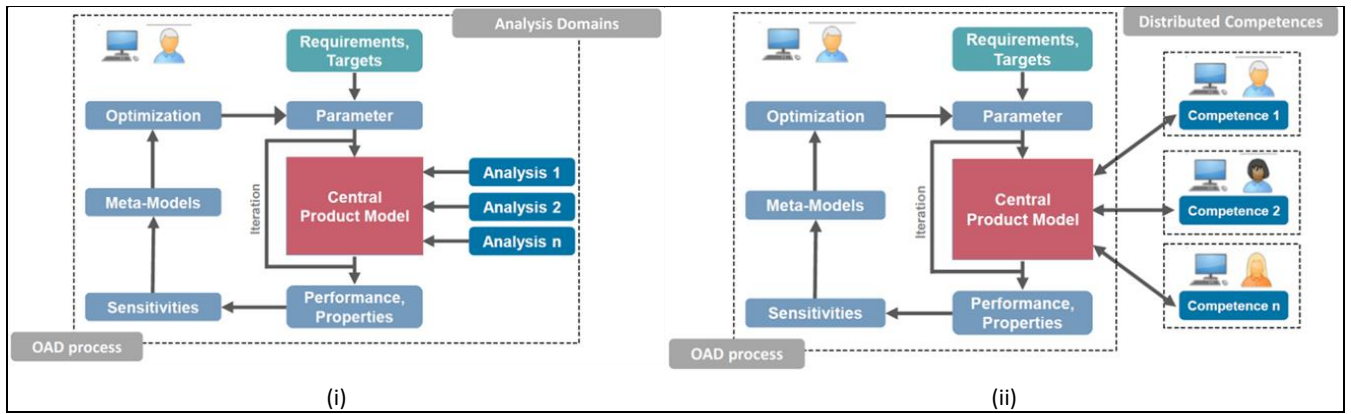 Analysis Domains
Requirements,
Targets
Optimization
Parameter
Iteration
Central
Product Model
Analysis 1
Meta-Models
Analysis 2
Analysis n
Sensitivities
Performance,
Properties
OAD process
(i)
Distributed Competences
Requirements,
Targets
Optimization
Parameter
Competence 1
Iteration
Central
Product Model
Meta-Models
Competence 2
Sensitivities
Performance,
Properties
Competence n
OAD process
(ii)